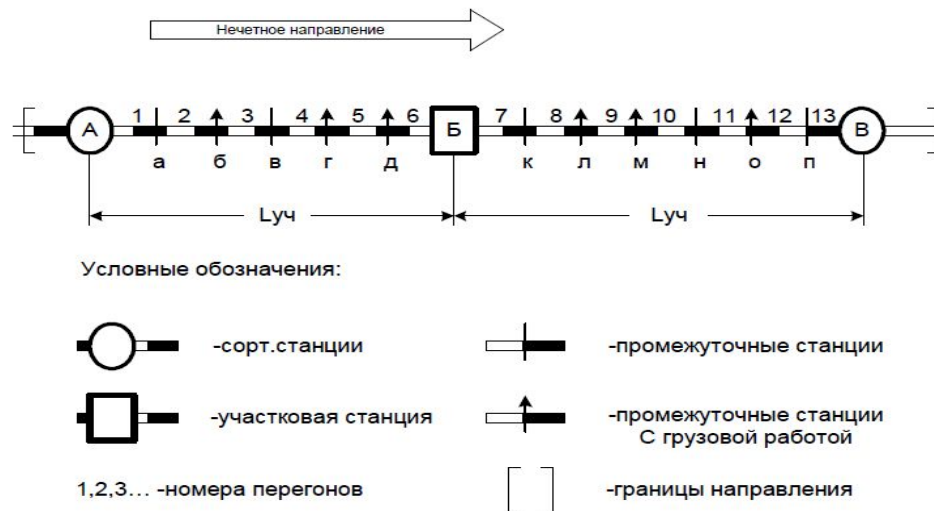 Нечетное направление
1 2 3 4 5 6 7 8 9 10 11 12 13
А Б В
а б в г д к л м н о п
Lуч Lуч
Условные обозначения:
-сорт.станции -промежуточные станции
-участковая станция -промежуточные станции
С грузовой работой
1,2,3... -номера перегонов -границы направления